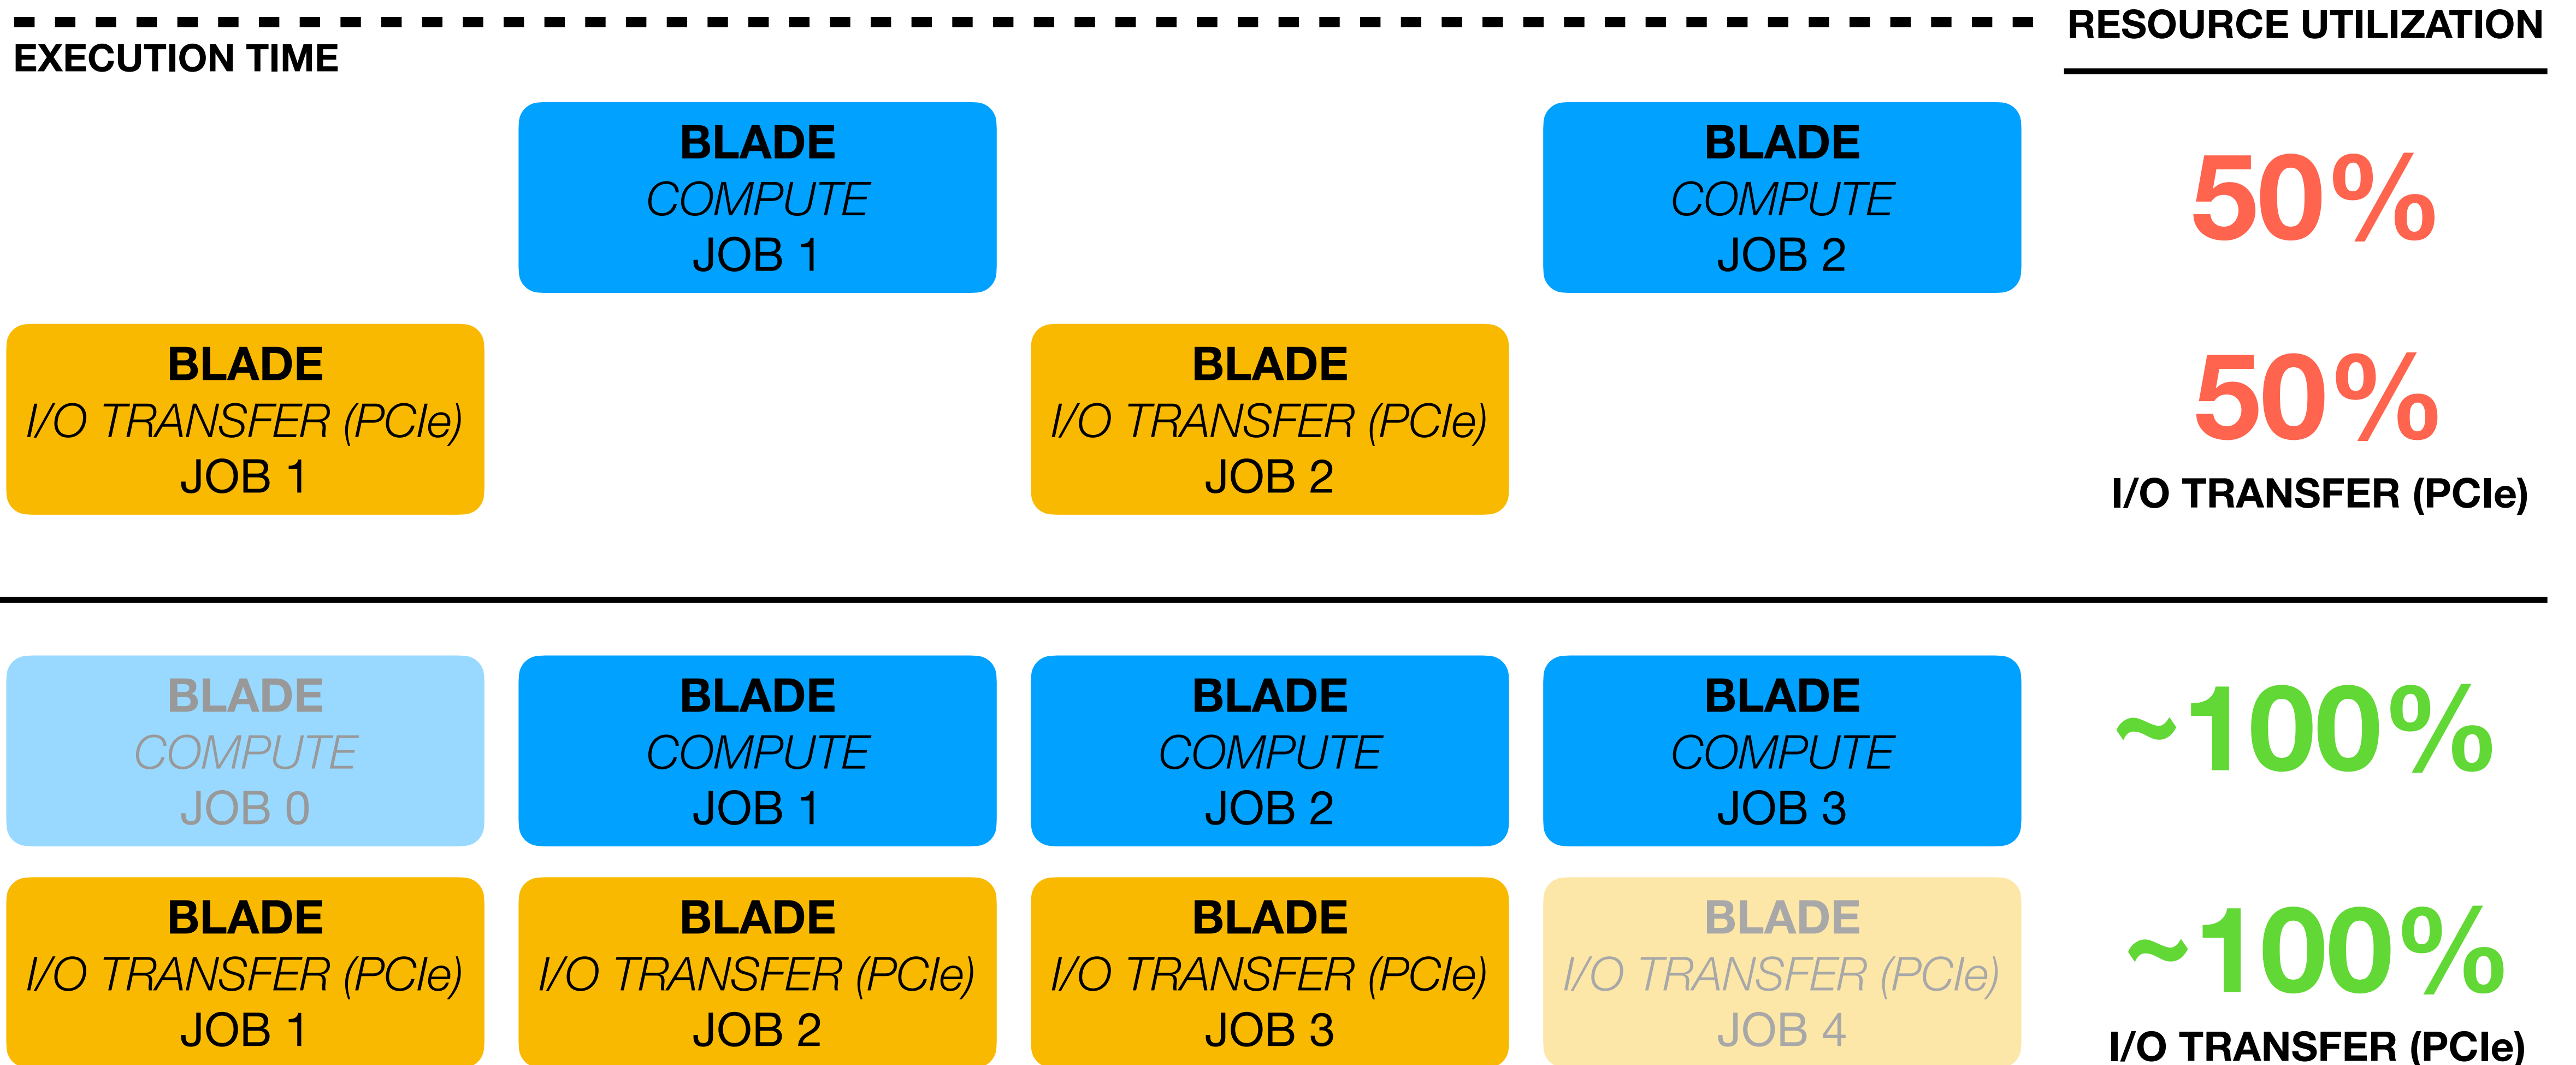 EXECUTION TIME
RESOURCE UTILIZATION
BLADE
COMPUTE
JOB 1
BLADE
COMPUTE
JOB 2
50%
BLADE
I/O TRANSFER (PCIe)
JOB 1
BLADE
I/O TRANSFER (PCIe)
JOB 2
50%
I/O TRANSFER (PCIe)
BLADE
COMPUTE
JOB 0
BLADE
COMPUTE
JOB 1
BLADE
COMPUTE
JOB 2
BLADE
COMPUTE
JOB 3
~100%
BLADE
I/O TRANSFER (PCIe)
JOB 1
BLADE
I/O TRANSFER (PCIe)
JOB 2
BLADE
I/O TRANSFER (PCIe)
JOB 3
BLADE
I/O TRANSFER (PCIe)
JOB 4
~100%
I/O TRANSFER (PCIe)